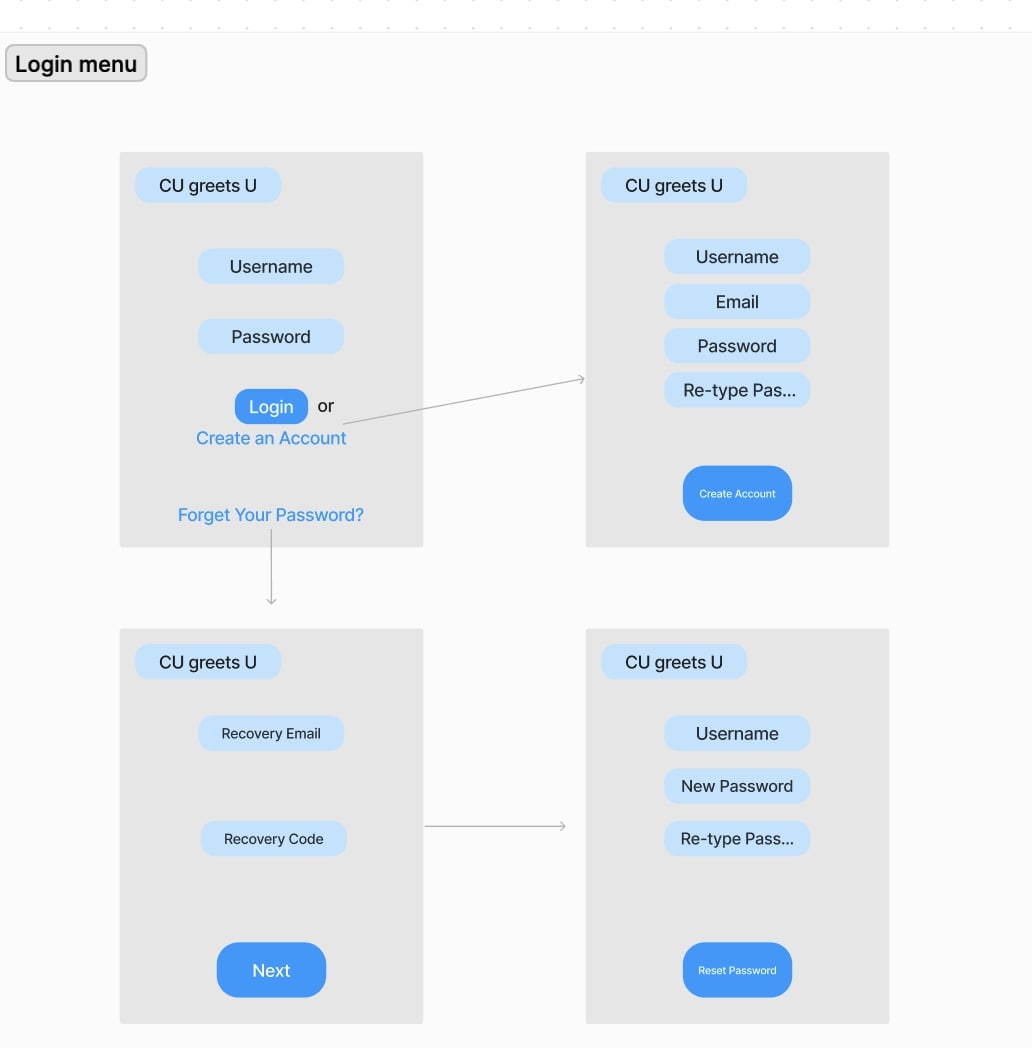 Login menu
CU greets U
Username
Password
Login or
Create an Account
Forget Your Password?
CU greets U
Username
Email
Password
Re-type Pas...
Create Account
CU greets U
Recovery Email
Recovery Code
Next
CU greets U
Username
New Password
Re-type Pass...
Reset Password